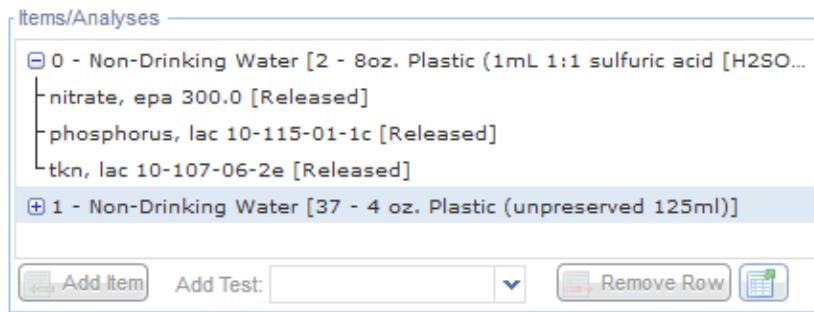 Items/Analyses
0 - Non-Drinking Water [2 - 8oz. Plastic (1mL 1:1 sulfuric acid [H2SO...
nitrate, epa 300.0 [Released]
phosphorus, lac 10-115-01-1c [Released]
tkn, lac 10-107-06-2e [Released]
1 - Non-Drinking Water [37 - 4 oz. Plastic (unpreserved 125ml)]
Add Item Add Test: Remove Row